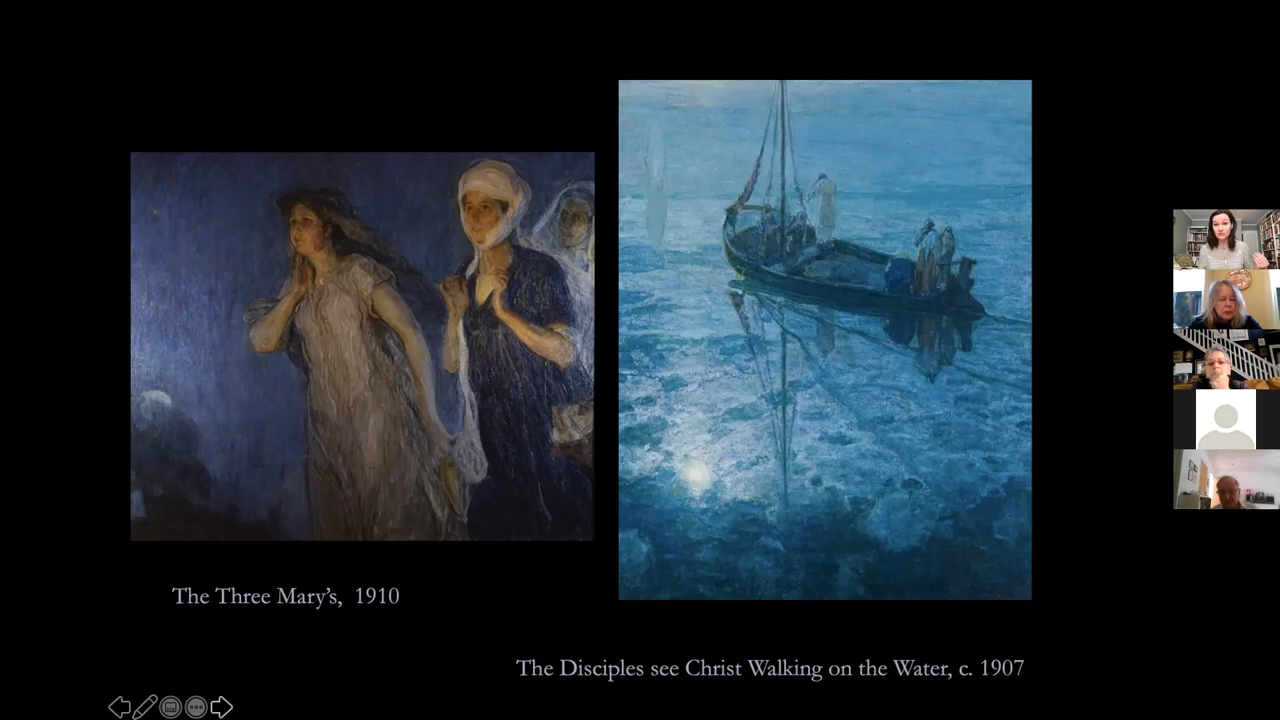 The Three Mary’s,  1910
The Disciples see Christ Walking on the Water, c. 1907